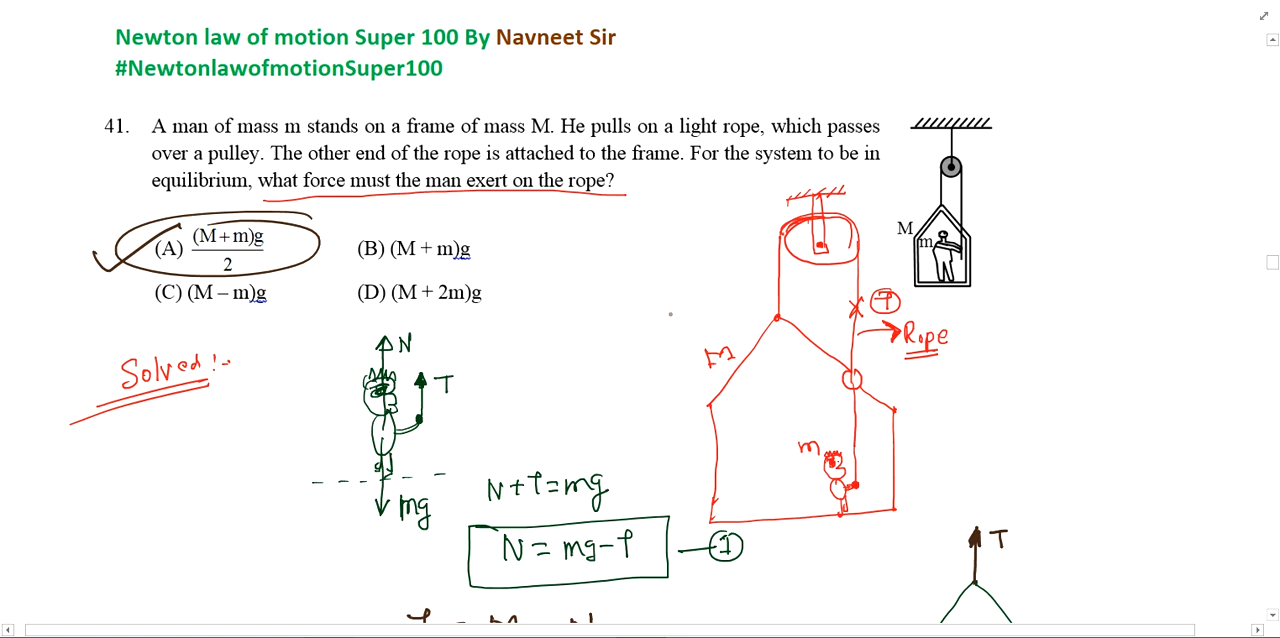 Newton law of motion Super 100 By Navneet Sir
#NewtonlawofmotionSuper100
41. A man of mass m stands on a frame of mass M. He pulls on a light rope, which passes
over a pulley. The other end of the rope is attached to the frame. For the system to be in
equilibrium, what force must the man exert on the rope?
(A) (M+m)g / 2
(B) (M + m)g
(C) (M – m)g
(D) (M + 2m)g
M
m
T
Rope
M
m
Solved !:-
N
T
mg
N+T=mg
N = mg-T
1
T